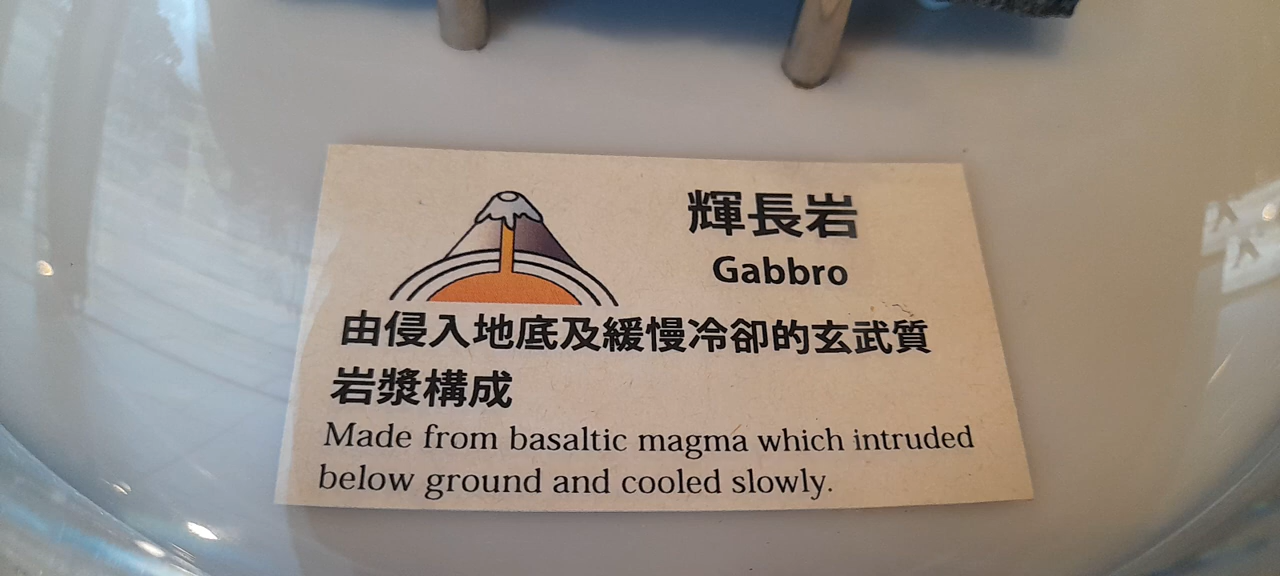 輝長岩
Gabbro
由侵入地底及緩慢冷卻的玄武質
岩漿構成
Made from basaltic magma which intruded
below ground and cooled slowly.